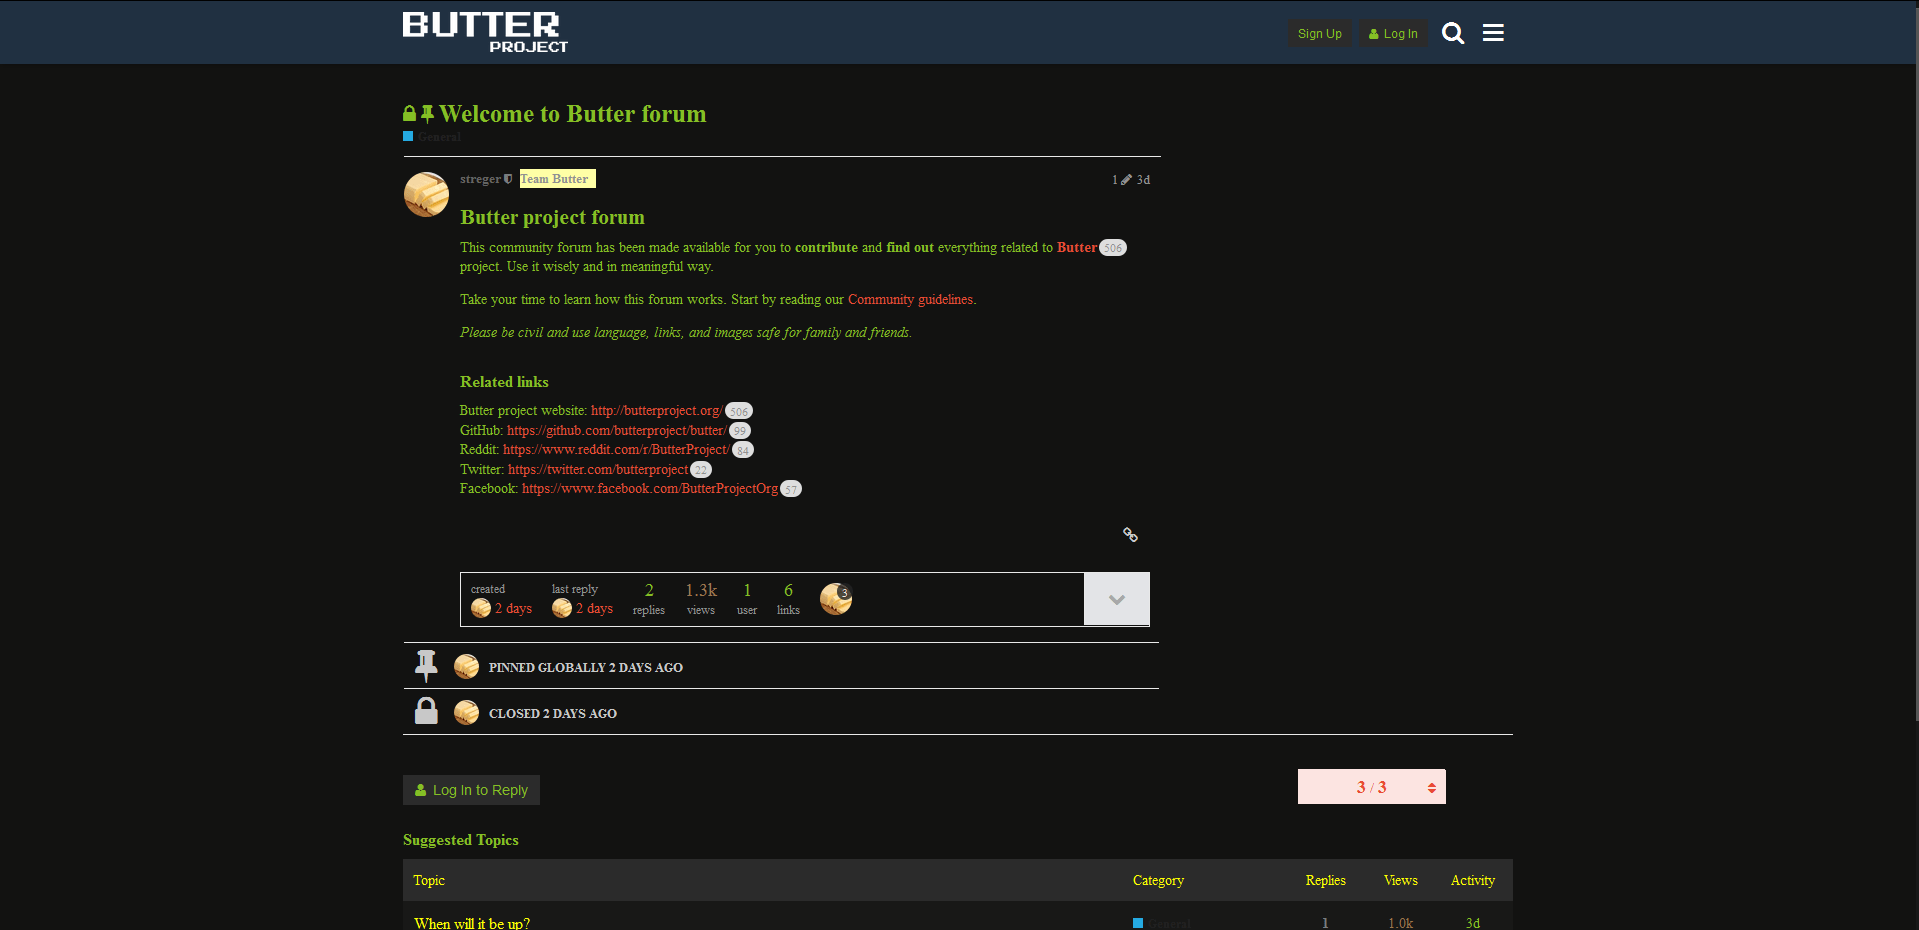 BUTTER
PROJECT
Sign Up
Log In
Welcome to Butter forum
General
streger Team Butter 1 3d
Butter project forum
This community forum has been made available for you to contribute and find out everything related to Butter 506
project. Use it wisely and in meaningful way.
Take your time to learn how this forum works. Start by reading our Community guidelines.
Please be civil and use language, links, and images safe for family and friends.
Related links
Butter project website: http://butterproject.org/ 506
GitHub: https://github.com/butterproject/butter/ 99
Reddit: https://www.reddit.com/r/ButterProject/ 84
Twitter: https://twitter.com/butterproject 22
Facebook: https://www.facebook.com/ButterProjectOrg 57
created last reply 2 1.3k 1 6 3
2 days 2 days replies views user links
PINNED GLOBALLY 2 DAYS AGO
CLOSED 2 DAYS AGO
Log In to Reply
3 / 3
Suggested Topics
Topic Category Replies Views Activity
When will it be up? General 1 1.0k 3d